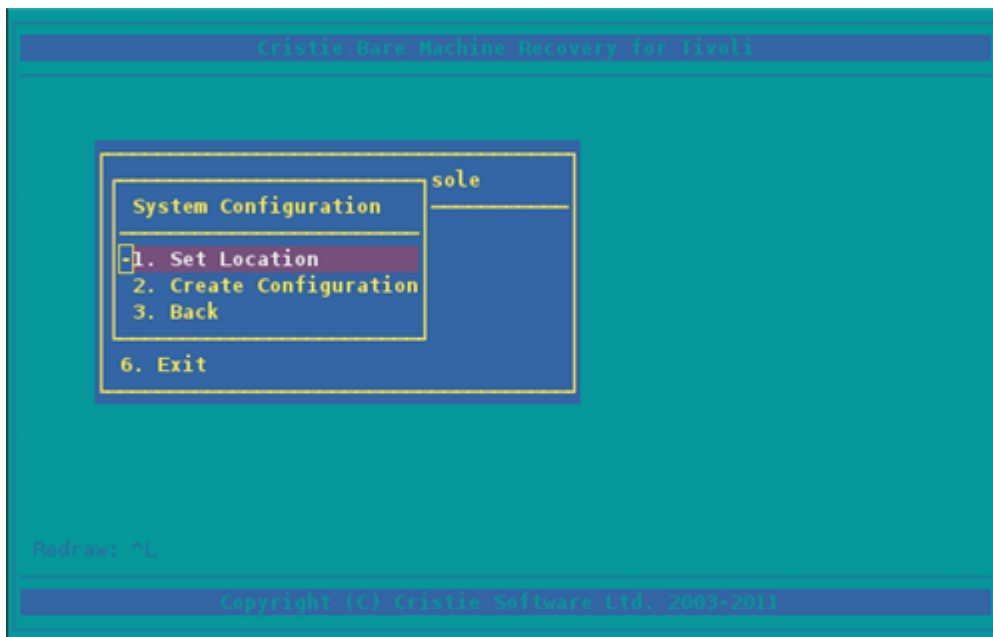 Cristie Bare Machine Recovery for Tivoli
sole
System Configuration
-1. Set Location
2. Create Configuration
3. Back
6. Exit
Redraw: ^L
Copyright (C) Cristie Software Ltd. 2003-2011